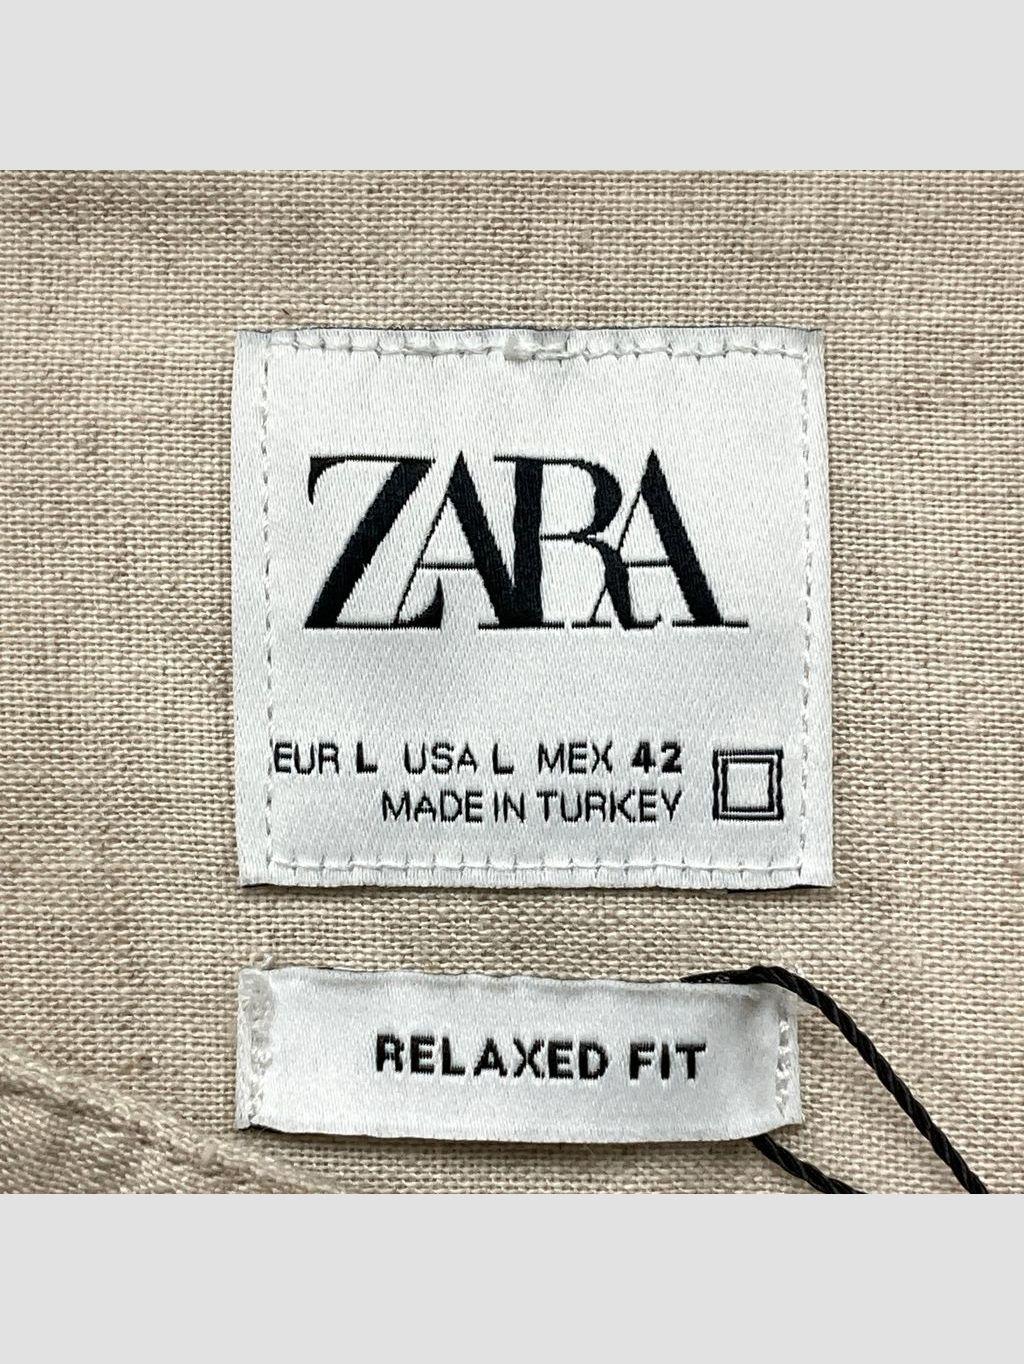 ZARA
EUR L USA L MEX 42
MADE IN TURKEY
RELAXED FIT